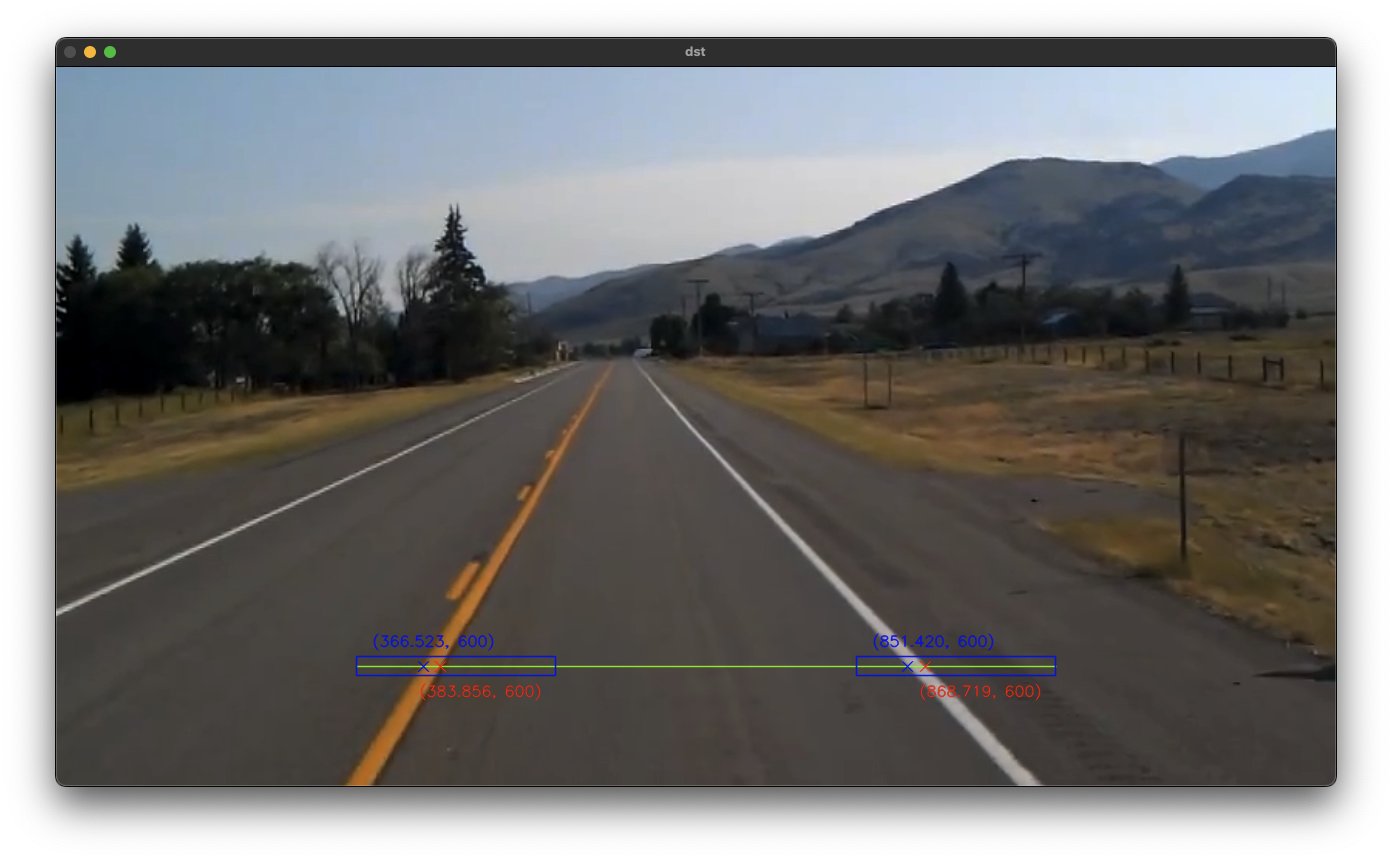 dst
(366.523, 600)
(851.420, 600)
(383.856, 600)
(868.719, 600)